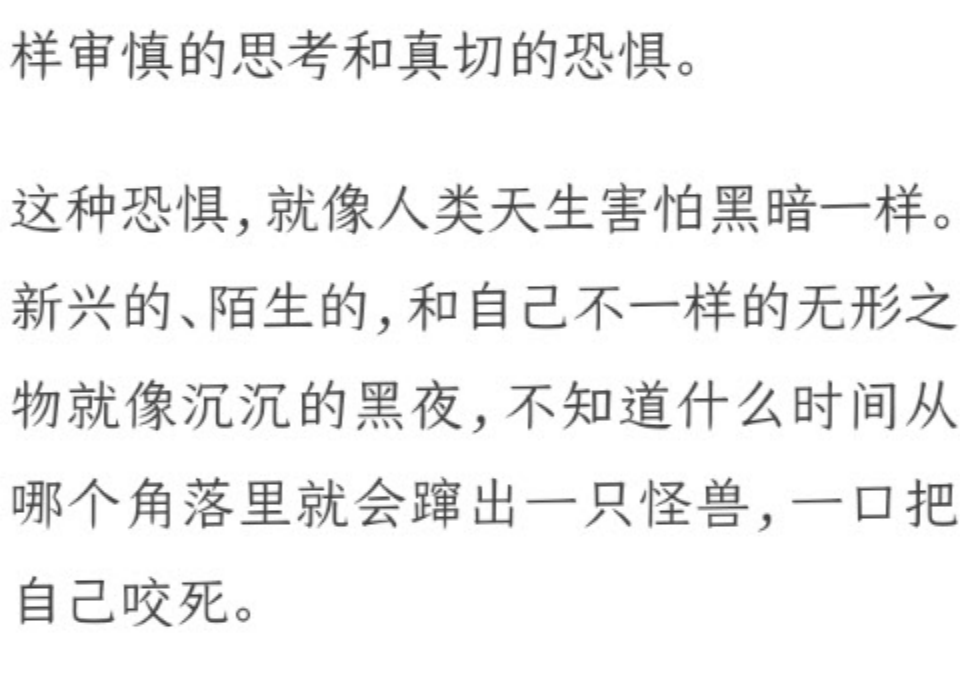 样审慎的思考和真切的恐惧。
这种恐惧,就像人类天生害怕黑暗一样。
新兴的、陌生的,和自己不一样的无形之
物就像沉沉的黑夜,不知道什么时间从
哪个角落里就会蹿出一只怪兽,一口把
自己咬死。